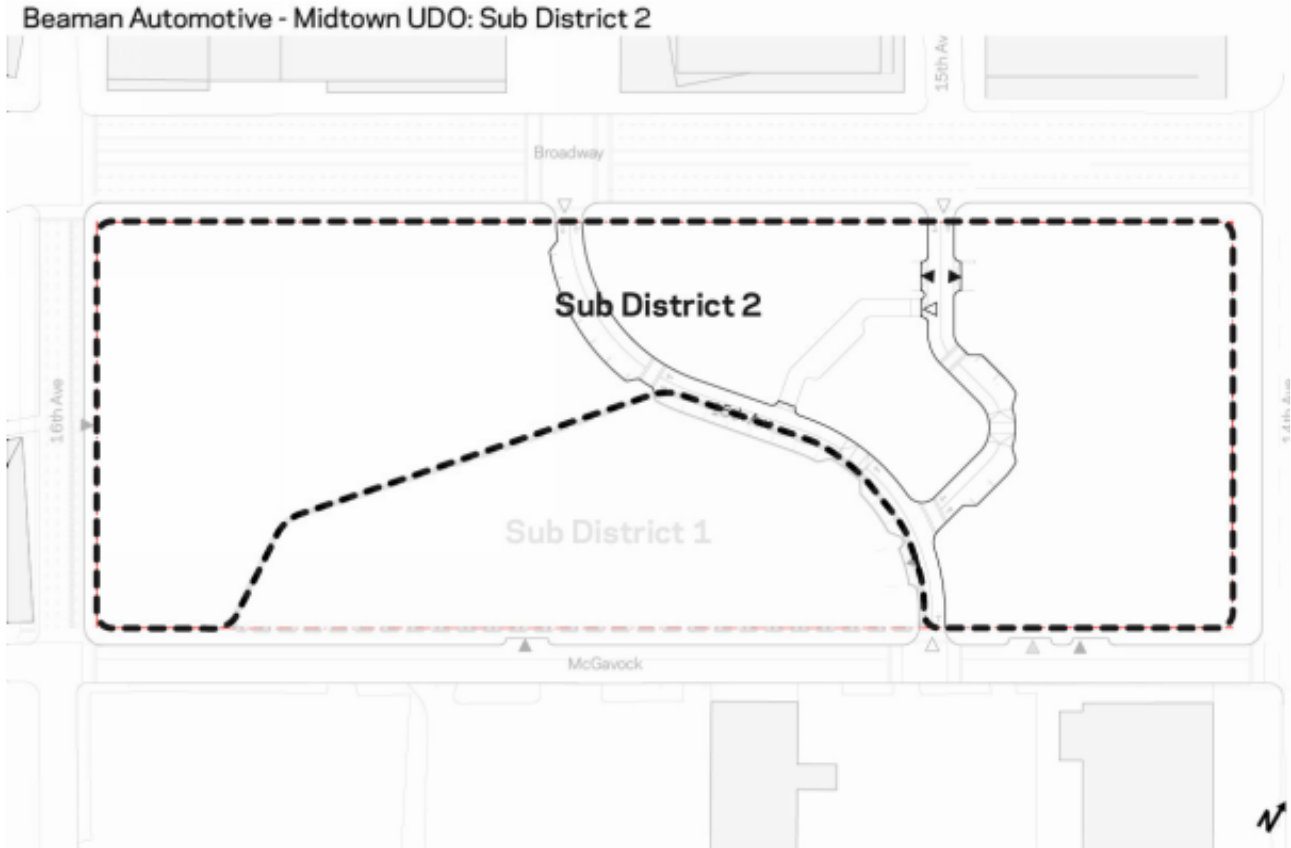 Beaman Automotive - Midtown UDO: Sub District 2
15th Av
Broadway
Sub District 2
16th Ave
14th Ave
Sub District 1
McGavock
N